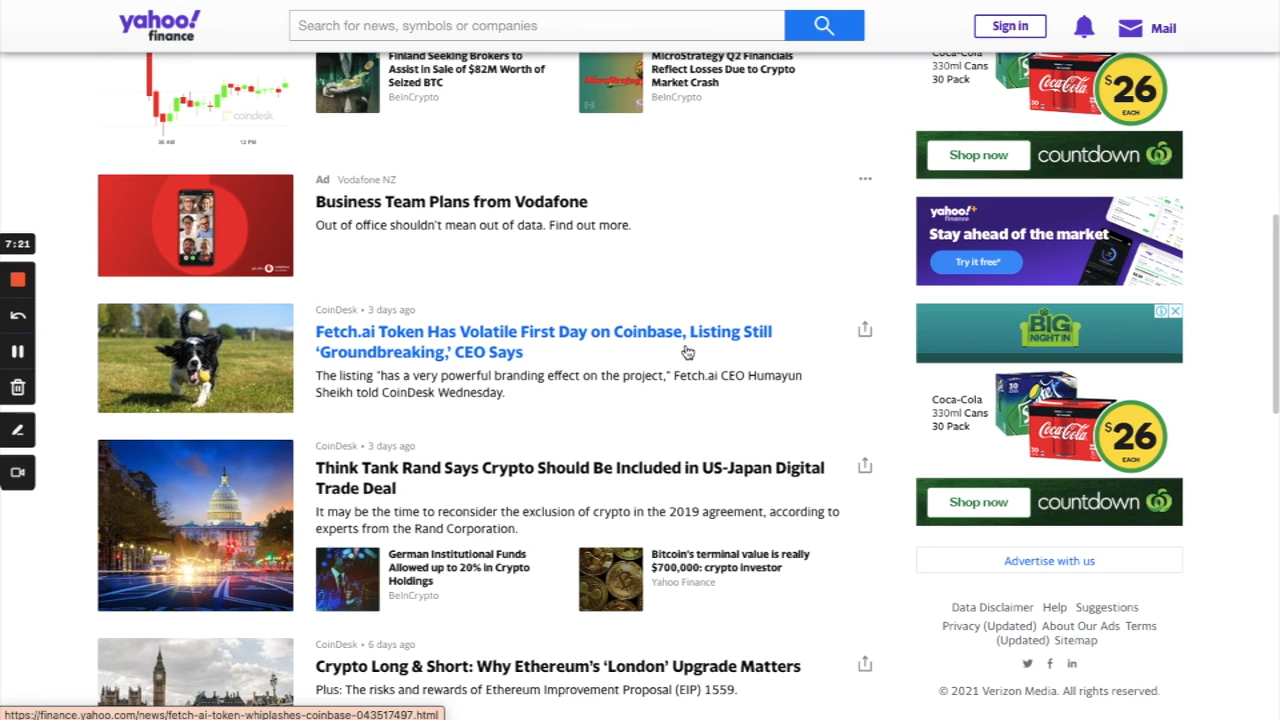 yahoo!
finance
Search for news, symbols or companies
Sign in
Mail
coindesk
06 AM
12 PM
Finland Seeking Brokers to
Assist in Sale of $82M Worth of
Seized BTC
BeInCrypto
MicroStrategy Q2 Financials
Reflect Losses Due to Crypto
Market Crash
BeInCrypto
Ad Vodafone NZ
Business Team Plans from Vodafone
Out of office shouldn't mean out of data. Find out more.
7:21
CoinDesk • 3 days ago
Fetch.ai Token Has Volatile First Day on Coinbase, Listing Still
‘Groundbreaking,’ CEO Says
The listing "has a very powerful branding effect on the project," Fetch.ai CEO Humayun
Sheikh told CoinDesk Wednesday.
CoinDesk • 3 days ago
Think Tank Rand Says Crypto Should Be Included in US-Japan Digital
Trade Deal
It may be the time to reconsider the exclusion of crypto in the 2019 agreement, according to
experts from the Rand Corporation.
German Institutional Funds
Allowed up to 20% in Crypto
Holdings
BeInCrypto
Bitcoin's terminal value is really
$700,000: crypto investor
Yahoo Finance
CoinDesk • 6 days ago
Crypto Long & Short: Why Ethereum's ‘London’ Upgrade Matters
Plus: The risks and rewards of Ethereum Improvement Proposal (EIP) 1559.
https://finance.yahoo.com/news/fetch-ai-token-whiplashes-coinbase-043517497.html
Coca-Cola
330ml Cans
30 Pack
Coca-Cola
$26
EACH
Shop now
countdown
yahoo!+
finance
Stay ahead of the market
Try it free*
BIG
NIGHT IN
Coca-Cola
330ml Cans
30 Pack
Coca-Cola
$26
EACH
Shop now
countdown
Advertise with us
Data Disclaimer Help Suggestions
Privacy (Updated) About Our Ads Terms
(Updated) Sitemap
© 2021 Verizon Media. All rights reserved.